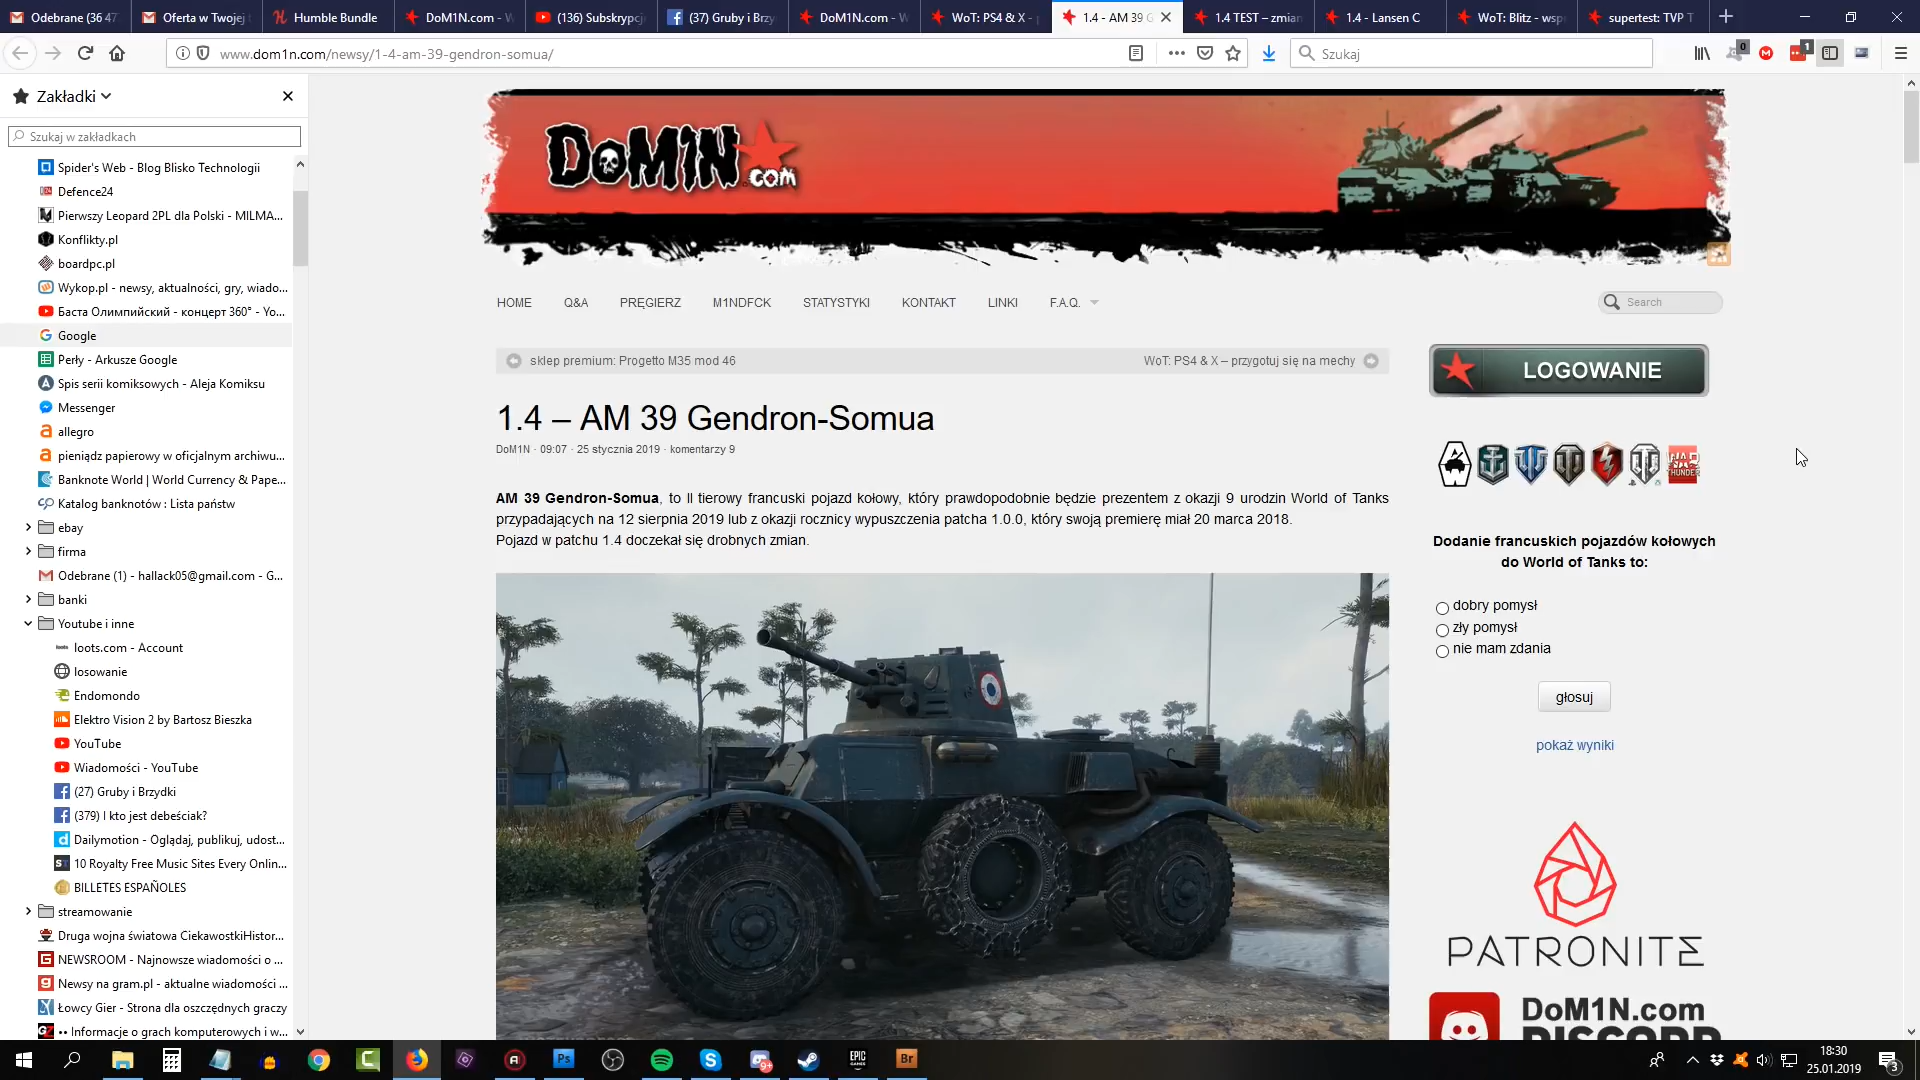 Odebrane (36 47
Oferta w Twojej
Humble Bundle
DoM1N.com - W
(136) Subskrypcje
(37) Gruby i Brzy
DoM1N.com - W
WoT: PS4 & X - p
1.4 - AM 39 G
1.4 TEST – zmian
1.4 - Lansen C
WoT: Blitz - wsp
supertest: TVP T
www.dom1n.com/newsy/1-4-am-39-gendron-somua/
Szukaj
0
1
Zakładki
Szukaj w zakładkach
Spider's Web - Blog Blisko Technologii
Defence24
Pierwszy Leopard 2PL dla Polski - MILMA...
Konflikty.pl
boardpc.pl
Wykop.pl - newsy, aktualności, gry, wiado...
Баста Олимпийский - концерт 360° - Yo...
Google
Perły - Arkusze Google
Spis serii komiksowych - Aleja Komiksu
Messenger
allegro
pieniądz papierowy w oficjalnym archiwu...
Banknote World | World Currency & Pape...
Katalog banknotów : Lista państw
ebay
firma
Odebrane (1) - hallack05@gmail.com - G...
banki
Youtube i inne
loots.com - Account
losowanie
Endomondo
Elektro Vision 2 by Bartosz Bieszka
YouTube
Wiadomości - YouTube
(27) Gruby i Brzydki
(379) I kto jest debeściak?
Dailymotion - Oglądaj, publikuj, udost...
10 Royalty Free Music Sites Every Onlin...
BILLETES ESPAÑOLES
streamowanie
Druga wojna światowa CiekawostkiHistor...
NEWSROOM - Najnowsze wiadomości o ...
Newsy na gram.pl - aktualne wiadomości ...
Łowcy Gier - Strona dla oszczędnych graczy
•• Informacje o grach komputerowych i w...
DoM1N.com
HOME
Q&A
PRĘGIERZ
M1NDFCK
STATYSTYKI
KONTAKT
LINKI
F.A.Q.
Search
sklep premium: Progetto M35 mod 46
WoT: PS4 & X – przygotuj się na mechy
1.4 – AM 39 Gendron-Somua
DoM1N · 09:07 · 25 stycznia 2019 · komentarzy 9
AM 39 Gendron-Somua, to II tierowy francuski pojazd kołowy, który prawdopodobnie będzie prezentem z okazji 9 urodzin World of Tanks
przypadających na 12 sierpnia 2019 lub z okazji rocznicy wypuszczenia patcha 1.0.0, który swoją premierę miał 20 marca 2018.
Pojazd w patchu 1.4 doczekał się drobnych zmian.
LOGOWANIE
WAR
THUNDER
Dodanie francuskich pojazdów kołowych
do World of Tanks to:
dobry pomysł
zły pomysł
nie mam zdania
głosuj
pokaż wyniki
PATRONITE
DoM1N.com
DISCORD
Ps
9+
EPIC
GAMES
Br
18:30
25.01.2019
3